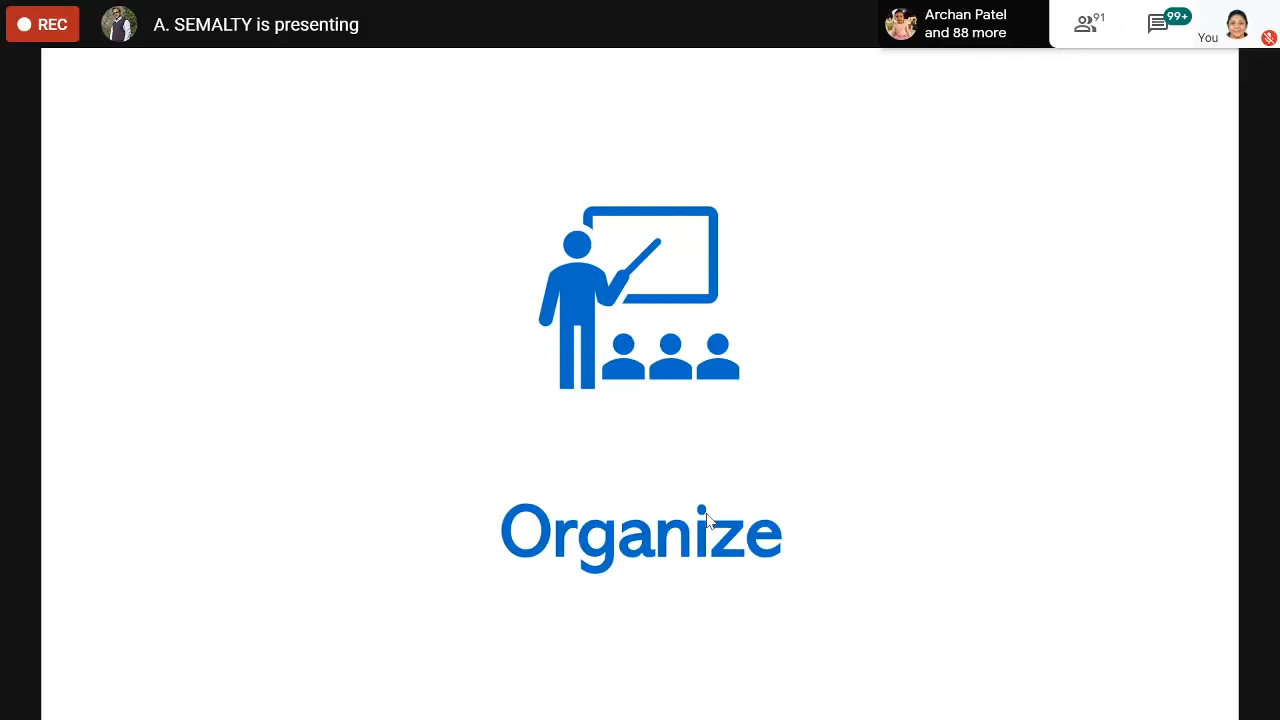 REC
A. SEMALTY is presenting
Archan Patel
and 88 more
91
99+
You
Organize